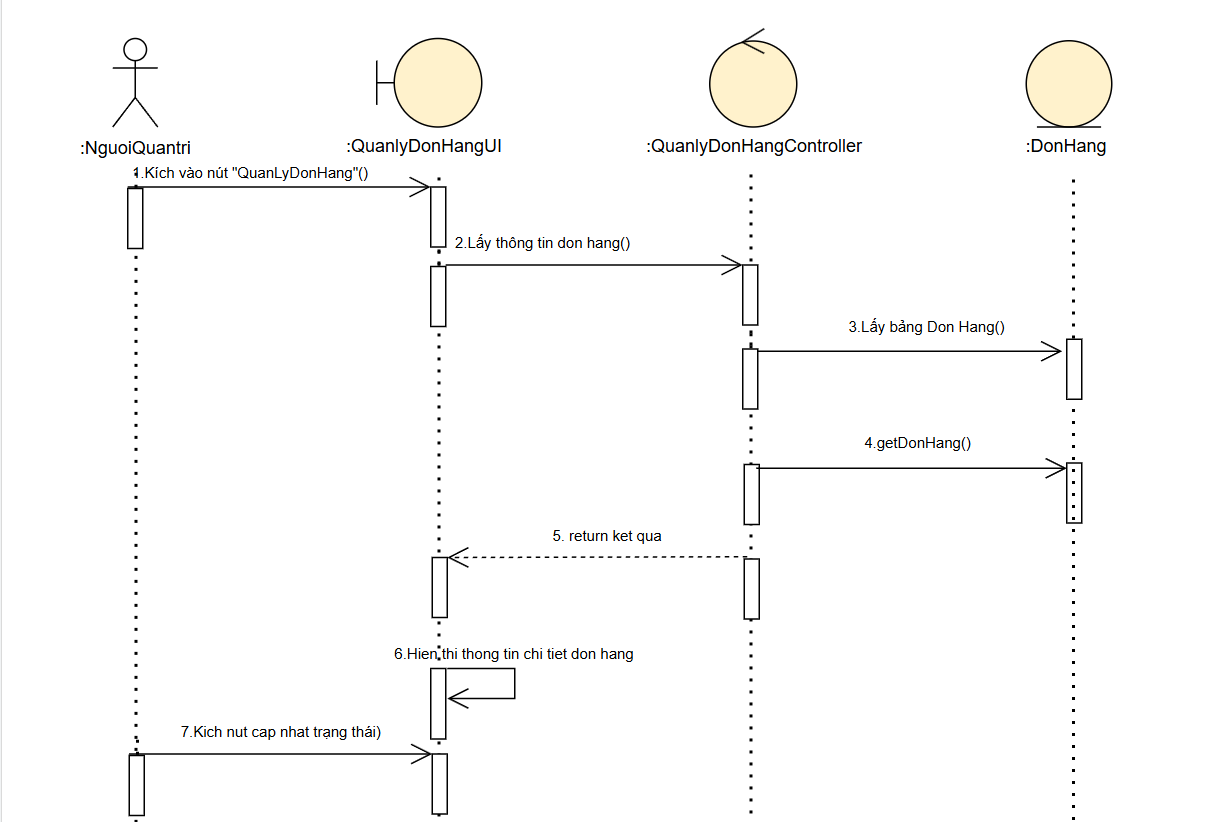 :NguoiQuantri
:QuanlyDonHangUI
:QuanlyDonHangController
:DonHang
1.Kích vào nút "QuanLyDonHang"()
2.Lấy thông tin don hang()
3.Lấy bảng Don Hang()
4.getDonHang()
5. return ket qua
6.Hien thi thong tin chi tiet don hang
7.Kich nut cap nhat trạng thái)